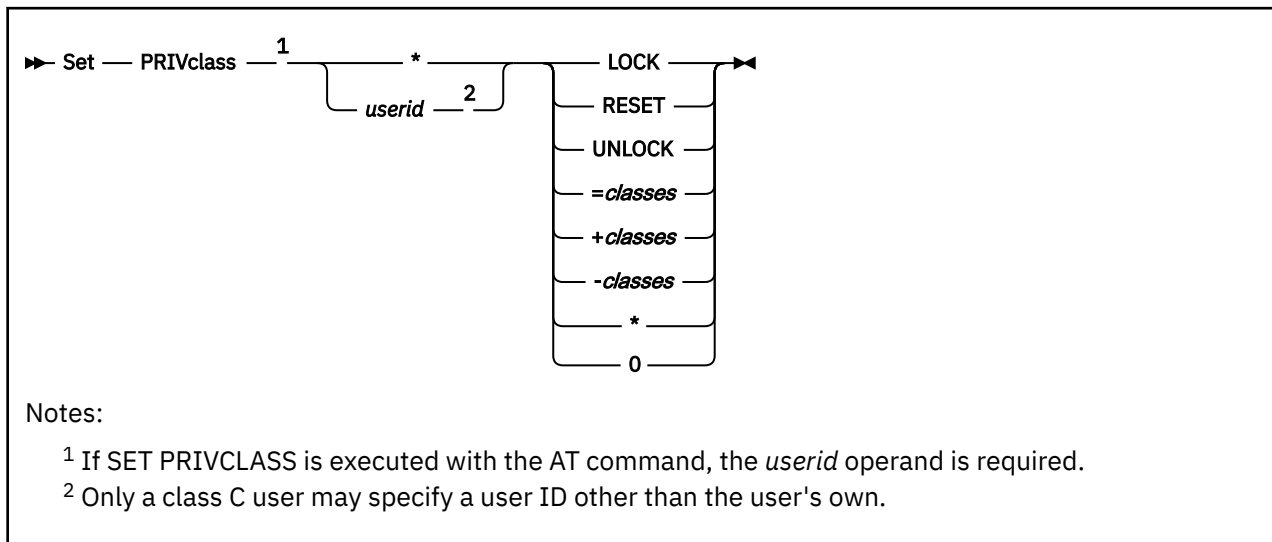 Set PRIVclass 1 * LOCK
userid 2 RESET
UNLOCK
=classes
+classes
-classes
*
0
Notes:
1 If SET PRIVCLASS is executed with the AT command, the userid operand is required.
2 Only a class C user may specify a user ID other than the user's own.